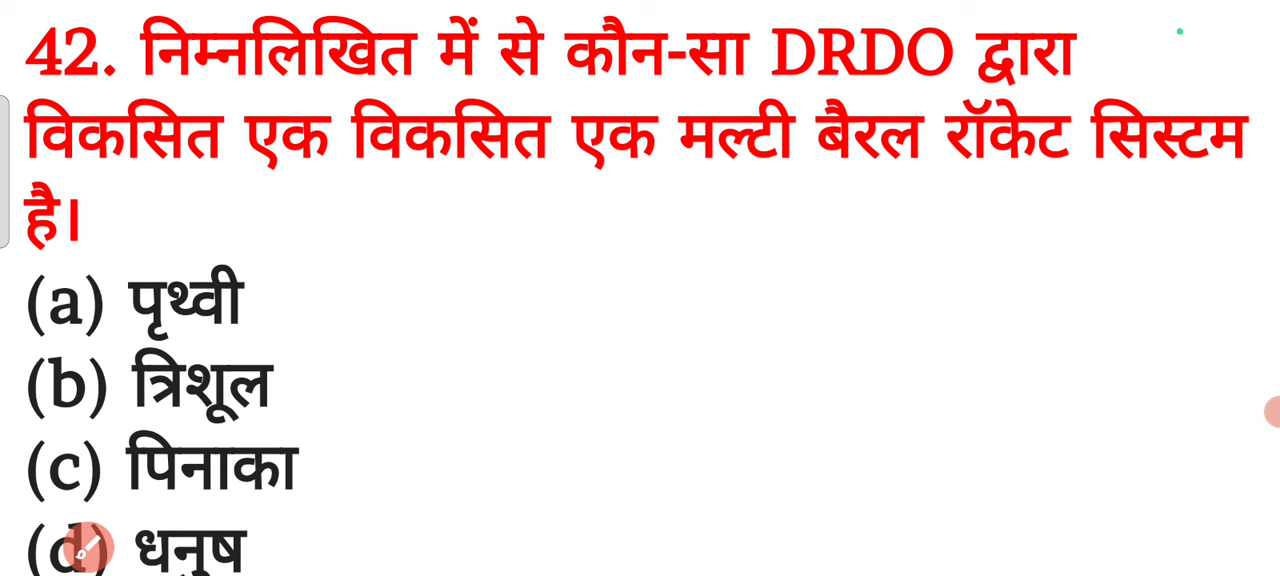 42. निम्नलिखित में से कौन-सा DRDO द्वारा
विकसित एक विकसित एक मल्टी बैरल रॉकेट सिस्टम
है।
(a) पृथ्वी
(b) त्रिशूल
(c) पिनाका
(d) धनुष